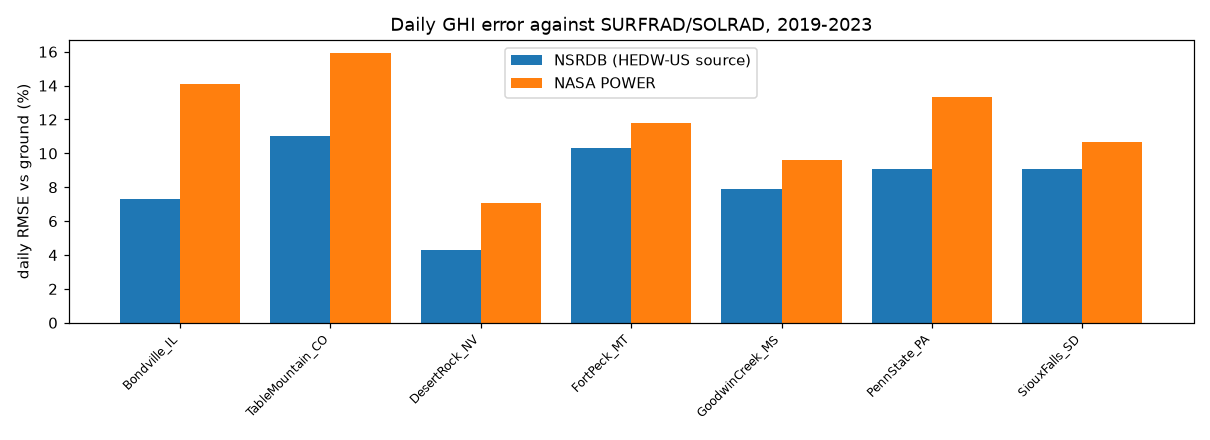 Daily GHI error against SURFRAD/SOLRAD, 2019-2023
NSRDB (HEDW-US source)
NASA POWER
daily RMSE vs ground (%)
16
14
12
10
8
6
4
2
0
Bondville_IL
TableMountain_CO
DesertRock_NV
FortPeck_MT
GoodwinCreek_MS
PennState_PA
SiouxFalls_SD